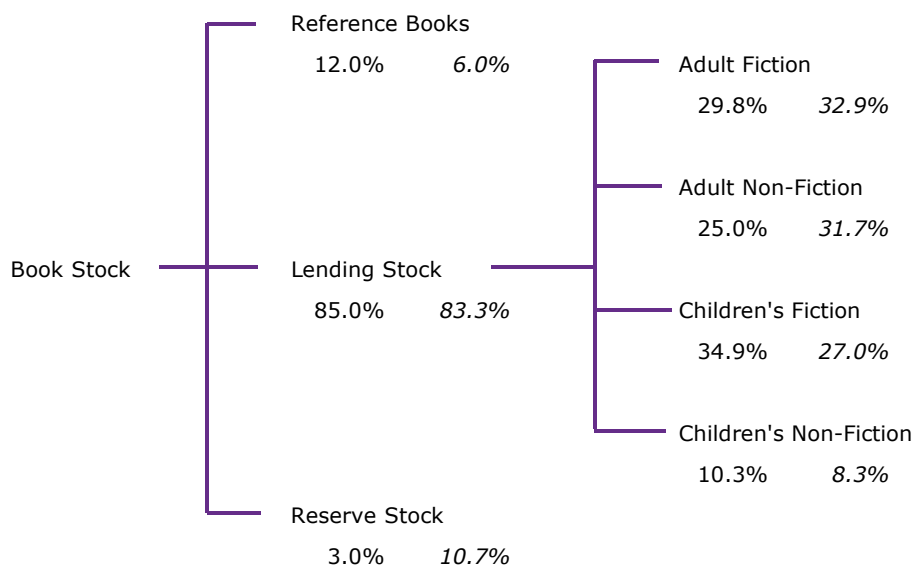 Book Stock
Reference Books
12.0% 6.0%
Lending Stock
85.0% 83.3%
Reserve Stock
3.0% 10.7%
Adult Fiction
29.8% 32.9%
Adult Non-Fiction
25.0% 31.7%
Children's Fiction
34.9% 27.0%
Children's Non-Fiction
10.3% 8.3%